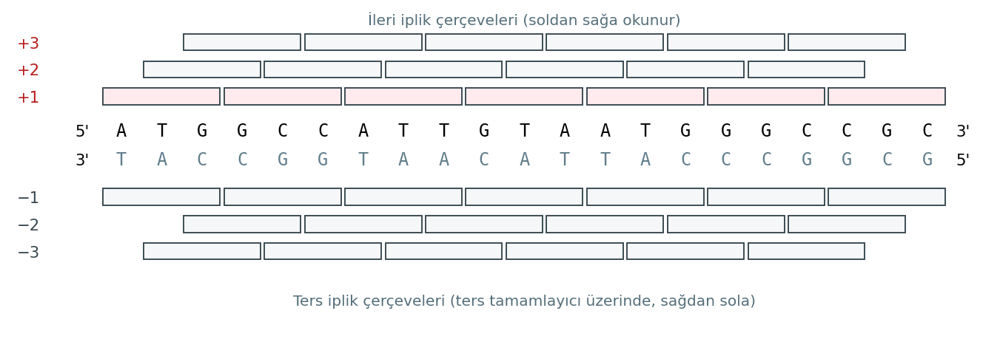 İleri iplik çerçeveleri (soldan sağa okunur)
+3
+2
+1
5' A T G G C C A T T G T A A T G G G C C G C 3'
3' T A C C G G T A A C A T T A C C C G G C G 5'
−1
−2
−3
Ters iplik çerçeveleri (ters tamamlayıcı üzerinde, sağdan sola)